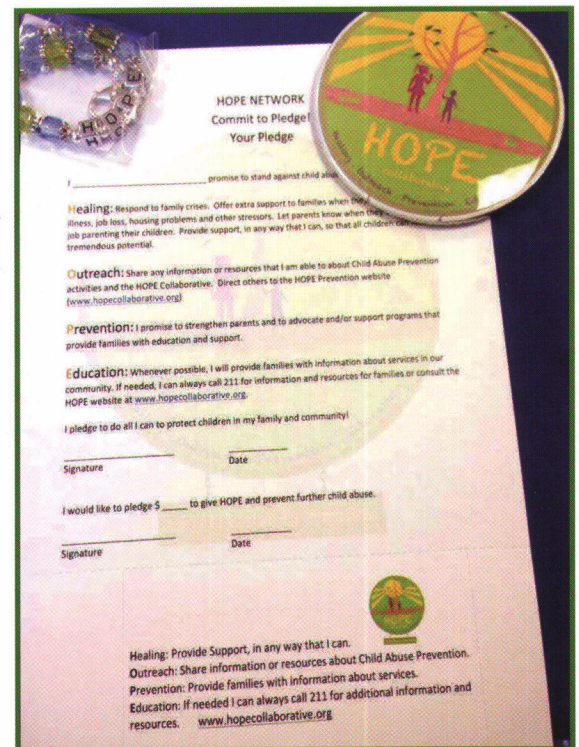 HOPE
HOPE NETWORK
Commit to Pledge!
Your Pledge
I ____________ promise to stand against child abuse
HOPE
collaborative
Healing Outreach Prevention
Healing: Respond to family crises. Offer extra support to families when they
illness, job loss, housing problems and other stressors. Let parents know when they
job parenting their children. Provide support, in any way that I can, so that all children can
tremendous potential.
Outreach: Share any information or resources that I am able to about Child Abuse Prevention
activities and the HOPE Collaborative. Direct others to the HOPE Prevention website
(www.hopecollaborative.org)
Prevention: I promise to strengthen parents and to advocate and/or support programs that
provide families with education and support.
Education: Whenever possible, I will provide families with information about services in our
community. If needed, I can always call 211 for information and resources for families or consult the
HOPE website at www.hopecollaborative.org.
I pledge to do all I can to protect children in my family and community!
Signature Date
I would like to pledge $ _____ to give HOPE and prevent further child abuse.
Signature Date
HOPE
Healing: Provide Support, in any way that I can.
Outreach: Share information or resources about Child Abuse Prevention.
Prevention: Provide families with information about services.
Education: If needed I can always call 211 for additional information and
resources. www.hopecollaborative.org